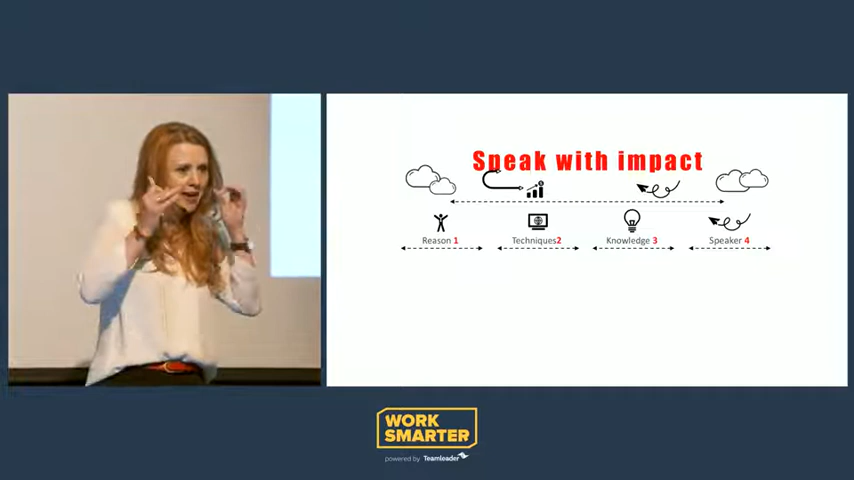 Speak with impact
Reason 1
Techniques2
Knowledge 3
Speaker 4
WORK
SMARTER
powered by Teamleader